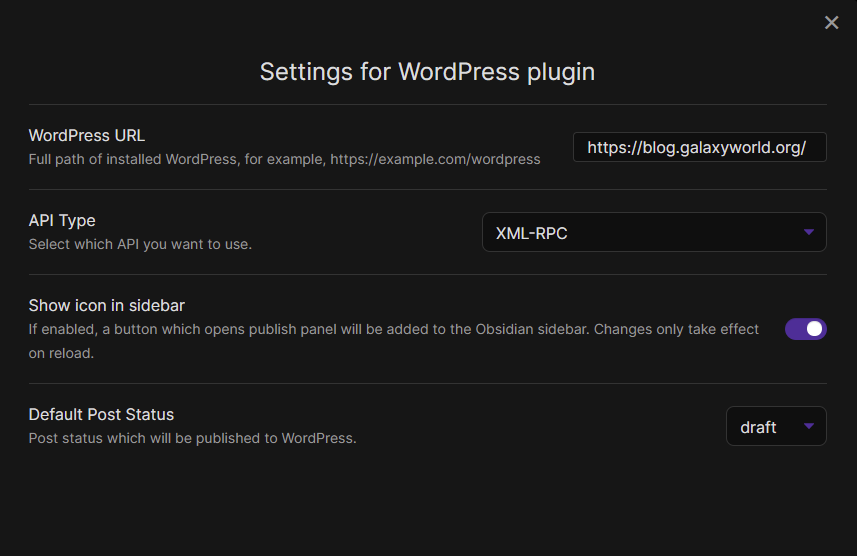 Settings for WordPress plugin
WordPress URL
Full path of installed WordPress, for example, https://example.com/wordpress
https://blog.galaxyworld.org/
API Type
Select which API you want to use.
XML-RPC
Show icon in sidebar
If enabled, a button which opens publish panel will be added to the Obsidian sidebar. Changes only take effect
on reload.
Default Post Status
Post status which will be published to WordPress.
draft